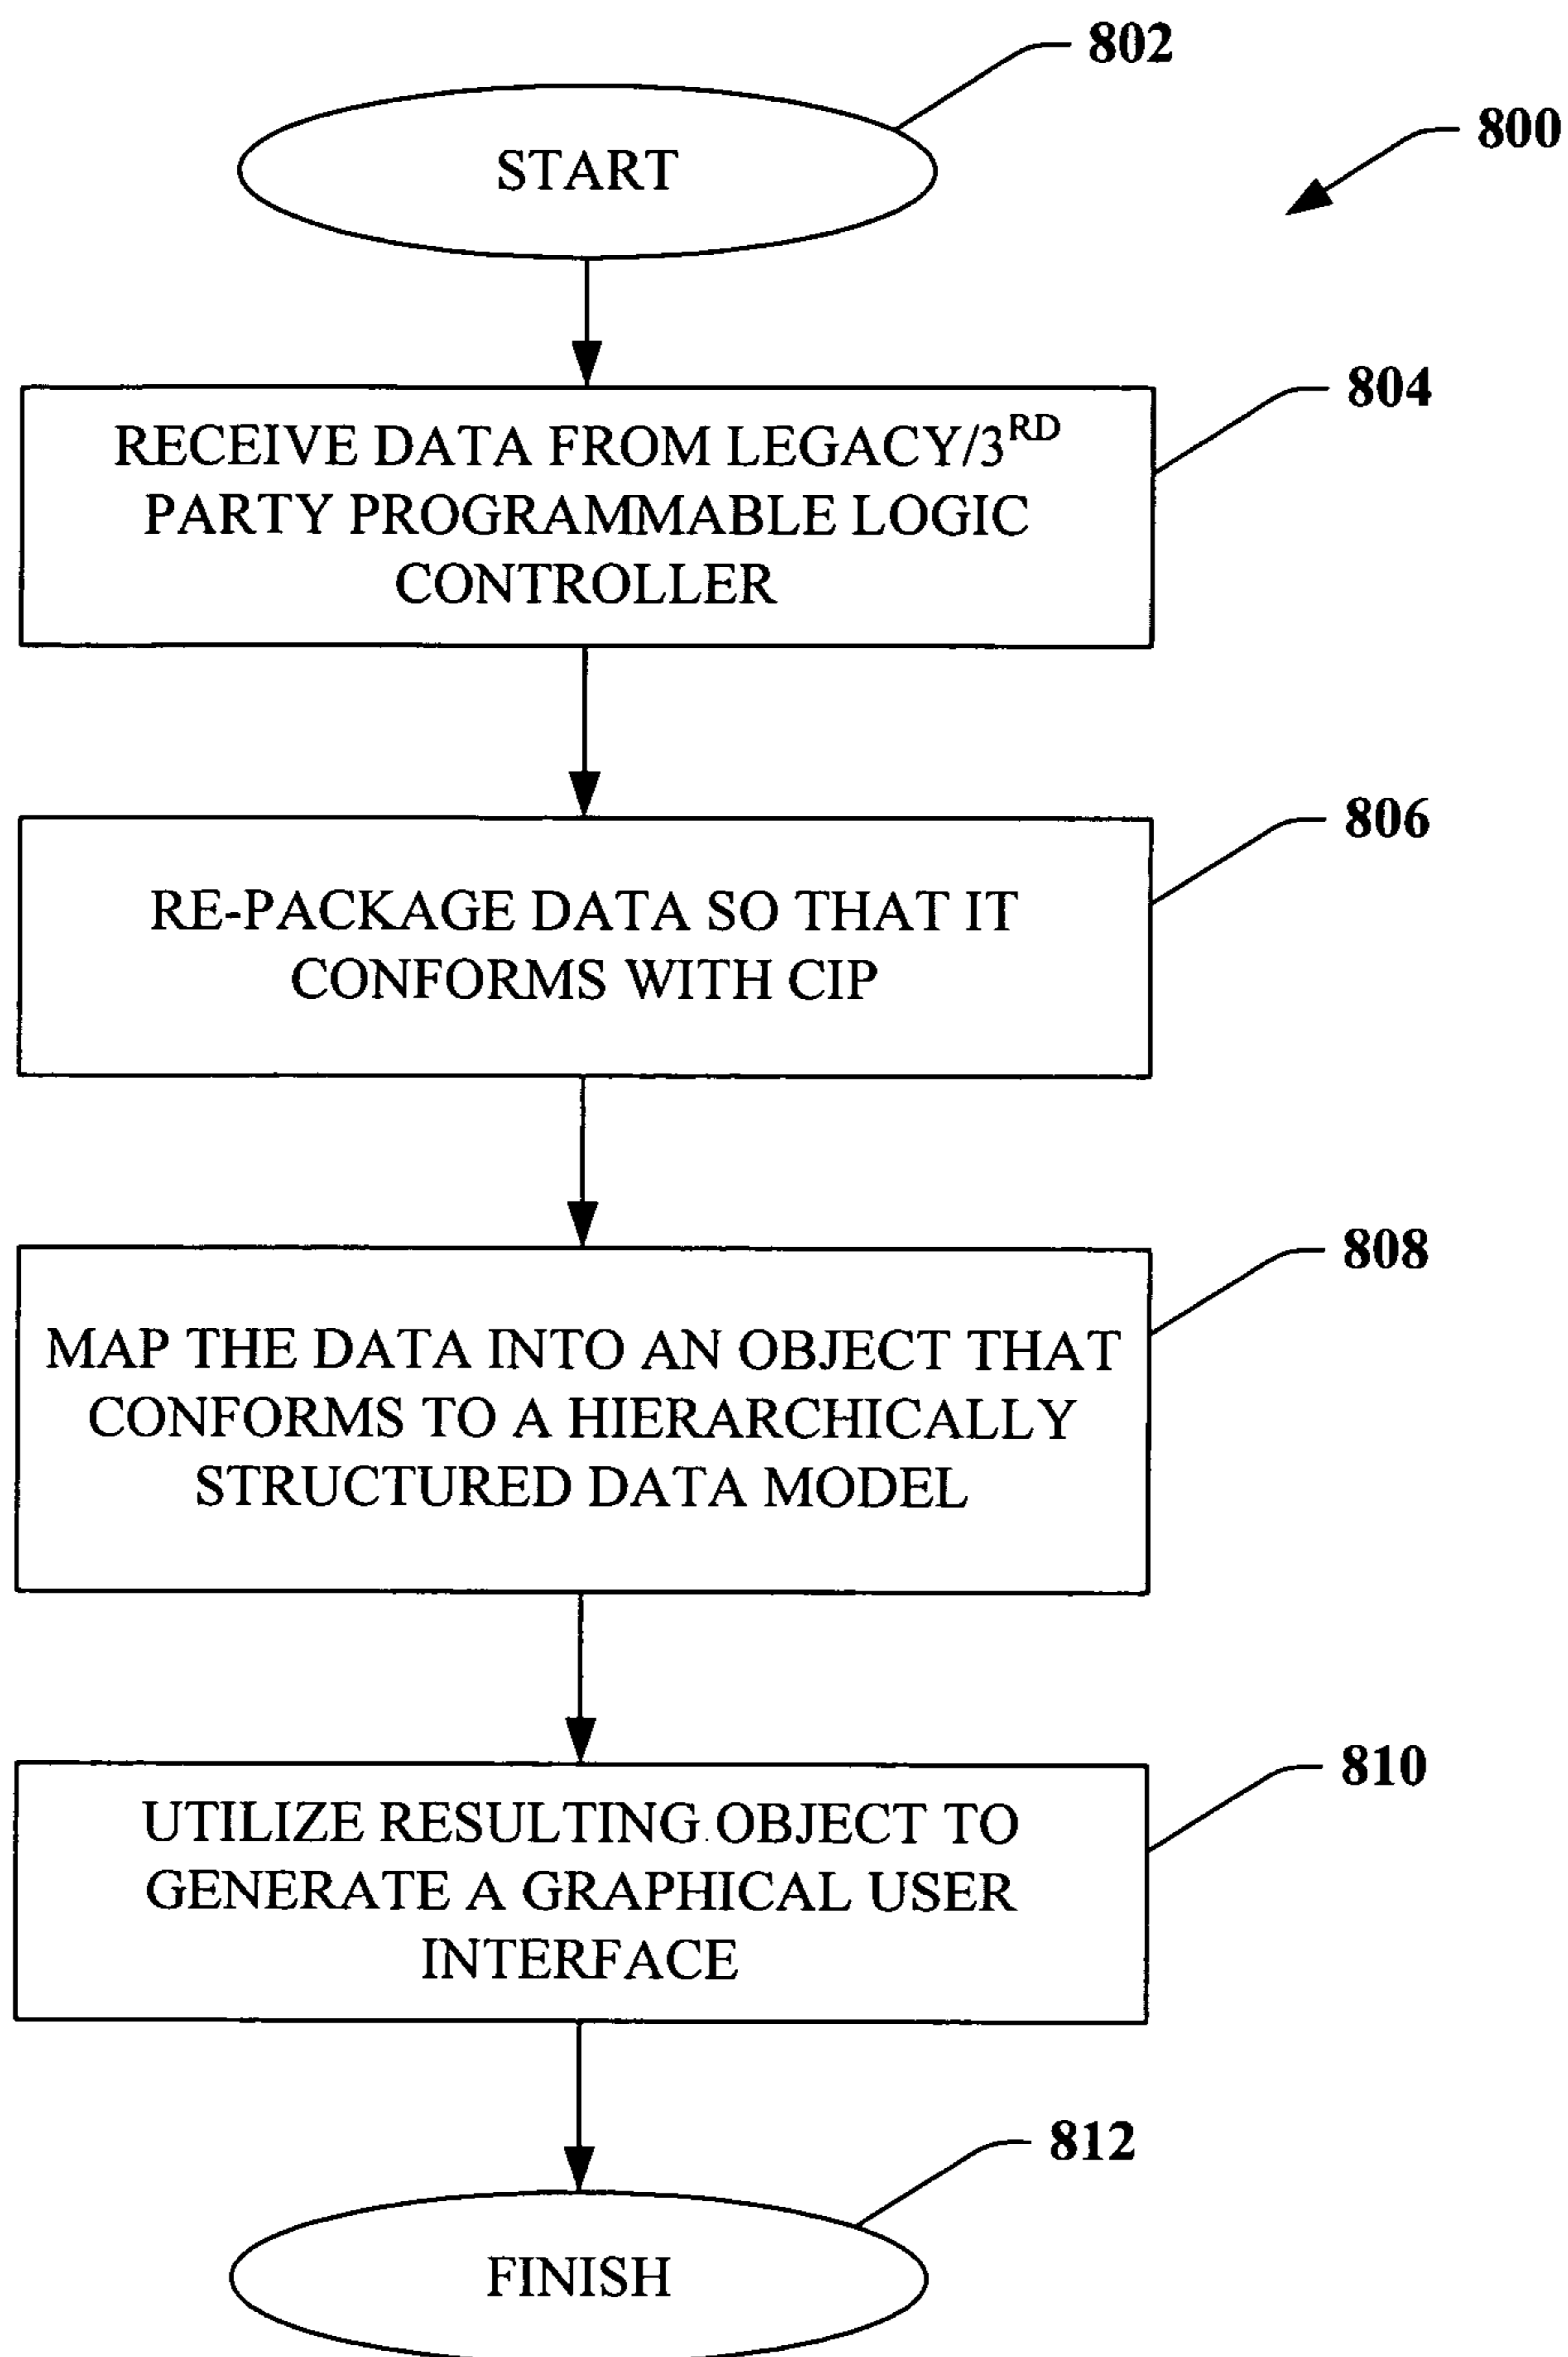 802
800
START
804
RECEIVE DATA FROM LEGACY/3RD
PARTY PROGRAMMABLE LOGIC
CONTROLLER
806
RE-PACKAGE DATA SO THAT IT
CONFORMS WITH CIP
808
MAP THE DATA INTO AN OBJECT THAT
CONFORMS TO A HIERARCHICALLY
STRUCTURED DATA MODEL
810
UTILIZE RESULTING OBJECT TO
GENERATE A GRAPHICAL USER
INTERFACE
812
FINISH